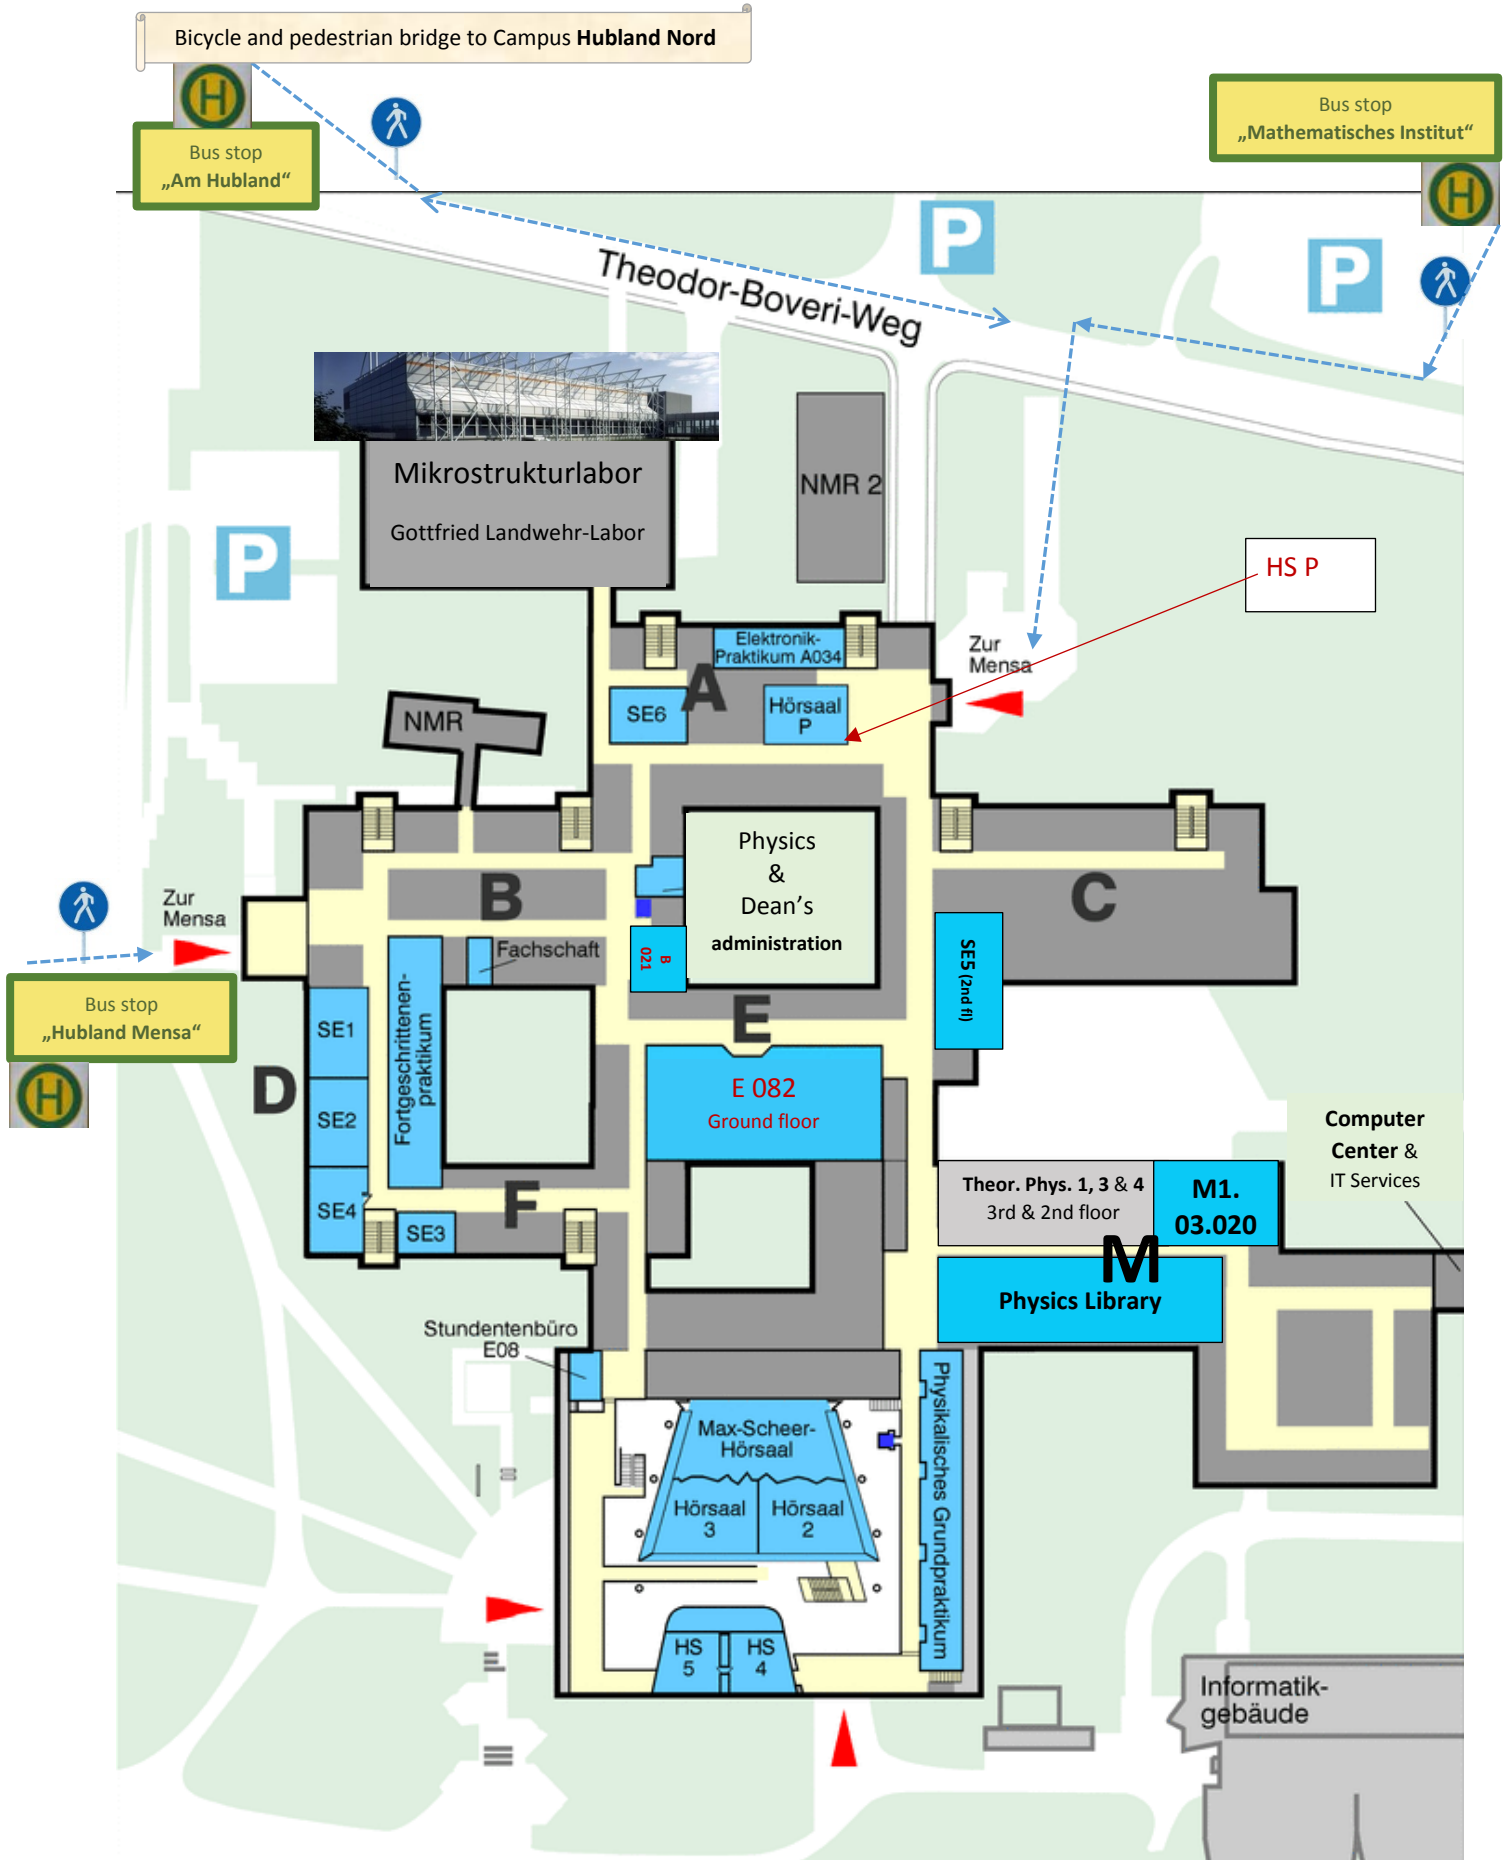 Bicycle and pedestrian bridge to Campus Hubland Nord
H
Bus stop
„Am Hubland“
Bus stop
„Mathematisches Institut“
H
P
P
Theodor-Boveri-Weg
Mikrostrukturlabor
Gottfried Landwehr-Labor
NMR 2
P
HS P
Elektronik-
Praktikum A034
Zur
Mensa
A
SE6
Hörsaal
P
NMR
Physics
&
Dean’s
administration
B
C
Zur
Mensa
Fachschaft
B
021
SE5 (2nd fl)
Bus stop
„Hubland Mensa“
H
E
SE1
Fortgeschrittenen-
praktikum
D
SE2
E 082
Ground floor
Computer
Center &
IT Services
SE4
F
SE3
Theor. Phys. 1, 3 & 4
3rd & 2nd floor
M1.
03.020
M
Physics Library
Stundentenbüro
E08
Max-Scheer-
Hörsaal
Hörsaal
3
Hörsaal
2
Physikalisches Grundpraktikum
HS
5
HS
4
Informatik-
gebäude